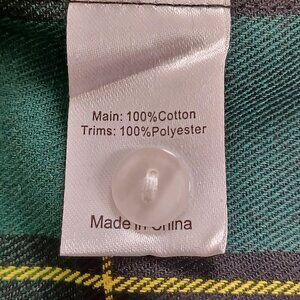 Main: 100%Cotton
Trims: 100%Polyester
Made in China